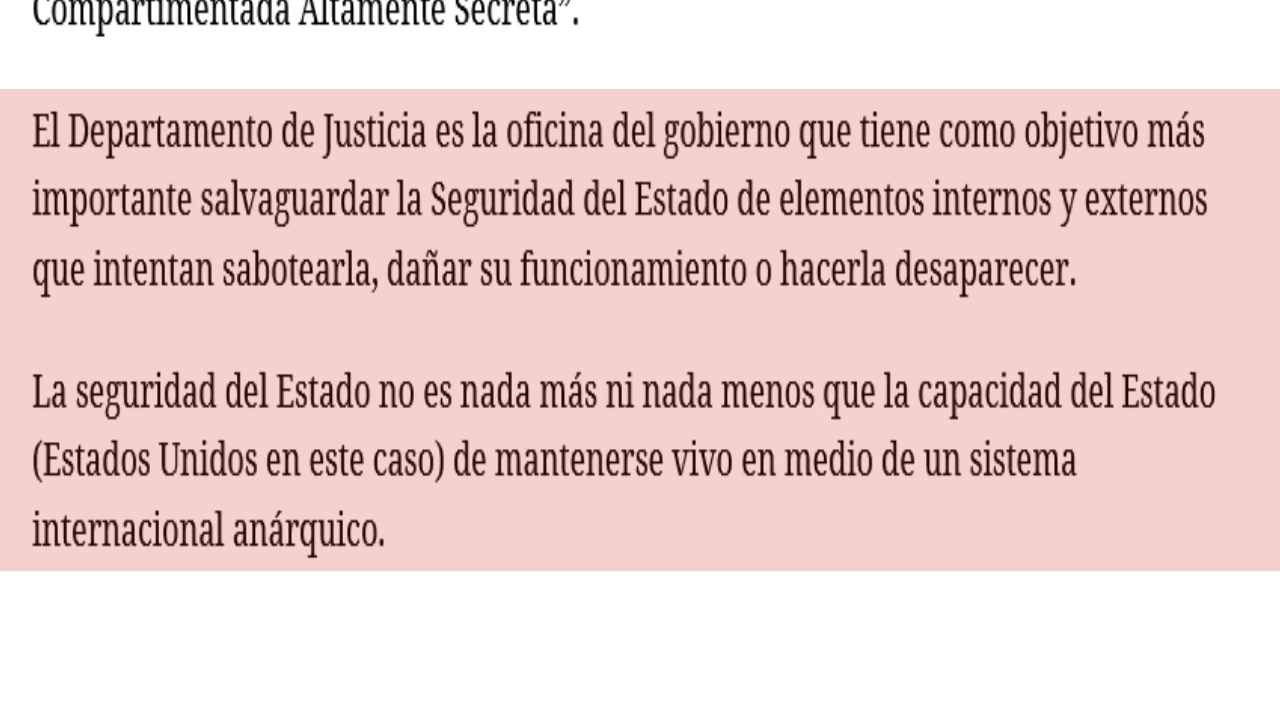 Compartimentada Altamente Secreta”.
El Departamento de Justicia es la oficina del gobierno que tiene como objetivo más
importante salvaguardar la Seguridad del Estado de elementos internos y externos
que intentan sabotearla, dañar su funcionamiento o hacerla desaparecer.
La seguridad del Estado no es nada más ni nada menos que la capacidad del Estado
(Estados Unidos en este caso) de mantenerse vivo en medio de un sistema
internacional anárquico.